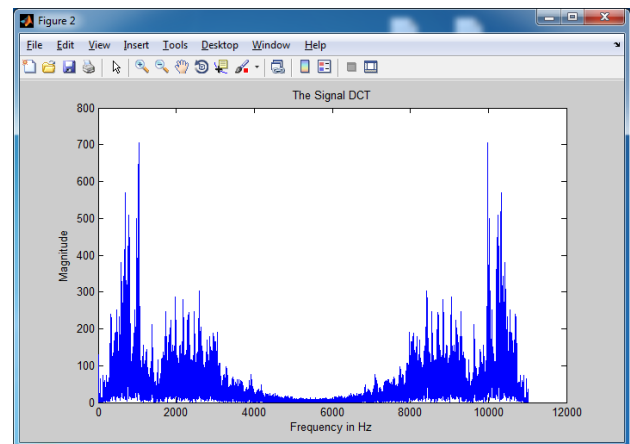 Figure 2
File Edit View Insert Tools Desktop Window Help
The Signal DCT
800
700
600
500
400
300
200
100
0
Magnitude
0 2000 4000 6000 8000 10000 12000
Frequency in Hz